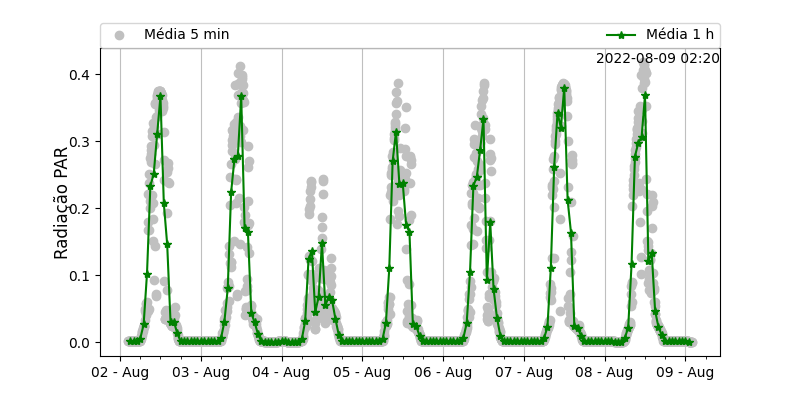 Média 5 min
Média 1 h
2022-08-09 02:20
Radiação PAR
0.4
0.3
0.2
0.1
0.0
02 - Aug
03 - Aug
04 - Aug
05 - Aug
06 - Aug
07 - Aug
08 - Aug
09 - Aug